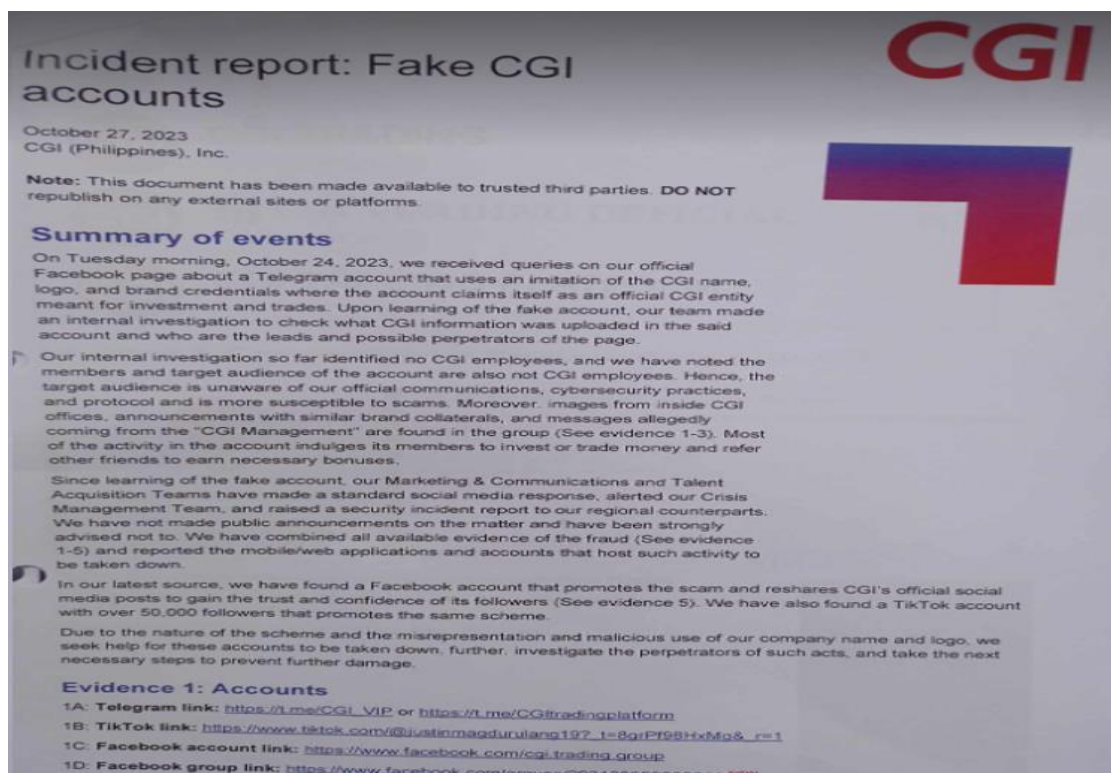 CGI
Incident report: Fake CGI
accounts
October 27, 2023
CGI (Philippines), Inc.
Note: This document has been made available to trusted third parties. DO NOT
republish on any external sites or platforms.
Summary of events
On Tuesday morning, October 24, 2023, we received queries on our official
Facebook page about a Telegram account that uses an imitation of the CGI name,
logo, and brand credentials where the account claims itself as an official CGI entity
meant for investment and trades. Upon learning of the fake account, our team made
an internal investigation to check what CGI information was uploaded in the said
account and who are the leads and possible perpetrators of the page.
Our internal investigation so far identified no CGI employees, and we have noted the
members and target audience of the account are also not CGI employees. Hence, the
target audience is unaware of our official communications, cybersecurity practices,
and protocol and is more susceptible to scams. Moreover, images from inside CGI
offices, announcements with similar brand collaterals, and messages allegedly
coming from the "CGI Management" are found in the group (See evidence 1-3). Most
of the activity in the account indulges its members to invest or trade money and refer
other friends to earn necessary bonuses.
Since learning of the fake account, our Marketing & Communications and Talent
Acquisition Teams have made a standard social media response, alerted our Crisis
Management Team, and raised a security incident report to our regional counterparts.
We have not made public announcements on the matter and have been strongly
advised not to. We have combined all available evidence of the fraud (See evidence
1-5) and reported the mobile/web applications and accounts that host such activity to
be taken down.
In our latest source, we have found a Facebook account that promotes the scam and reshares CGI's official social
media posts to gain the trust and confidence of its followers (See evidence 5). We have also found a TikTok account
with over 50,000 followers that promotes the same scheme.
Due to the nature of the scheme and the misrepresentation and malicious use of our company name and logo, we
seek help for these accounts to be taken down, further, investigate the perpetrators of such acts, and take the next
necessary steps to prevent further damage.
Evidence 1: Accounts
1A: Telegram link: https://t.me/CGI_VIP or https://t.me/CGItradingplatform
1B: TikTok link: https://www.tiktok.com/@justinmagdurulang19?_t=8grPf98HxMg&_r=1
1C: Facebook account link: https://www.facebook.com/cgi.trading.group
1D: Facebook group link: